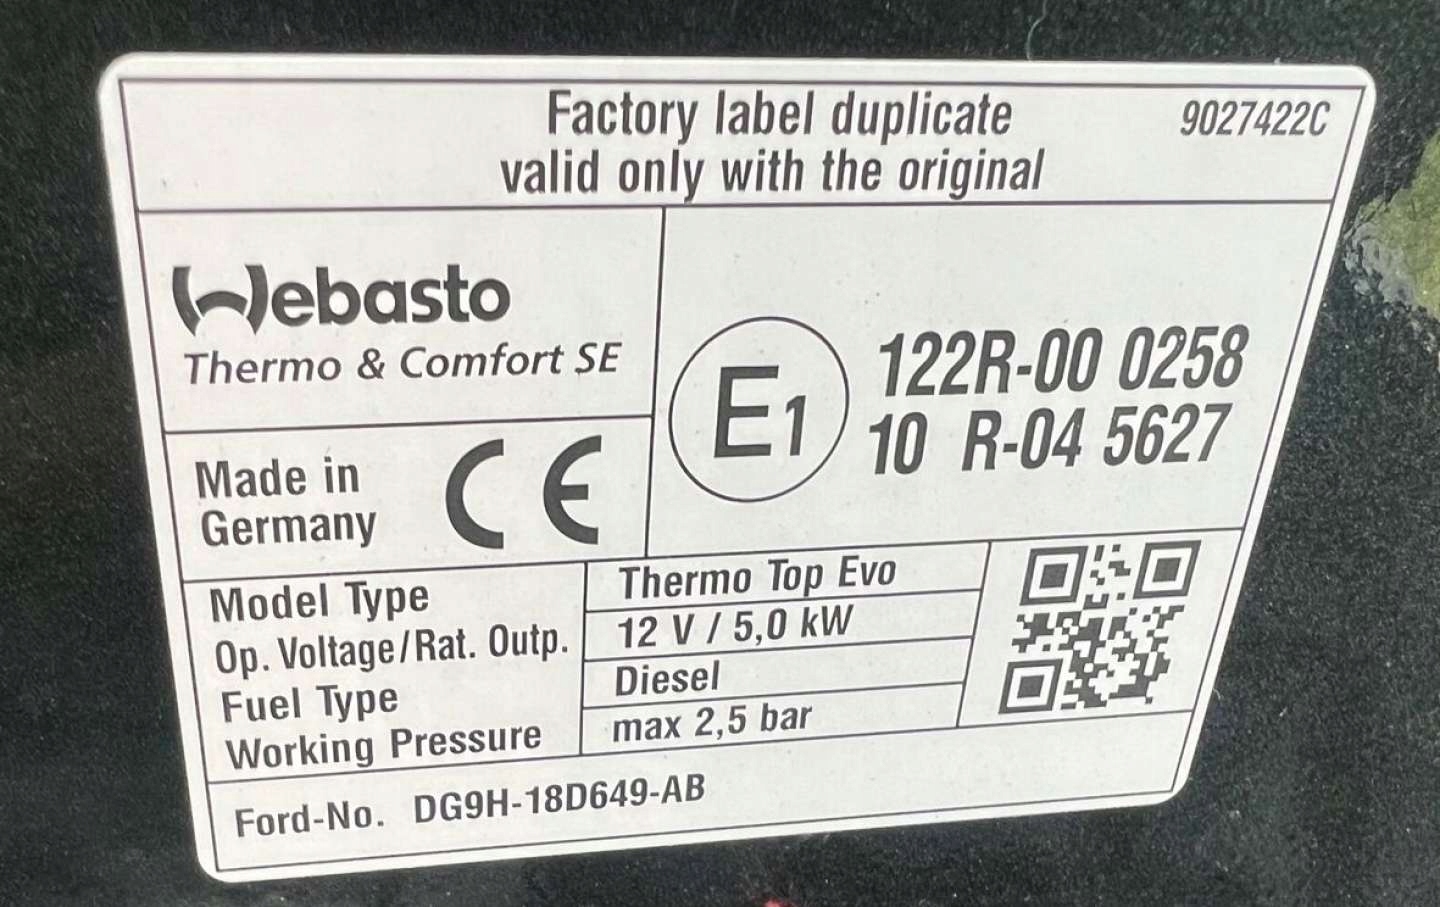 Factory label duplicate
valid only with the original
9027422C
Webasto
Thermo & Comfort SE
Made in
Germany
CE
E1
122R-00 0258
10 R-04 5627
Model Type Thermo Top Evo
Op. Voltage/Rat. Outp. 12 V / 5,0 kW
Fuel Type Diesel
Working Pressure max 2,5 bar
Ford-No. DG9H-18D649-AB